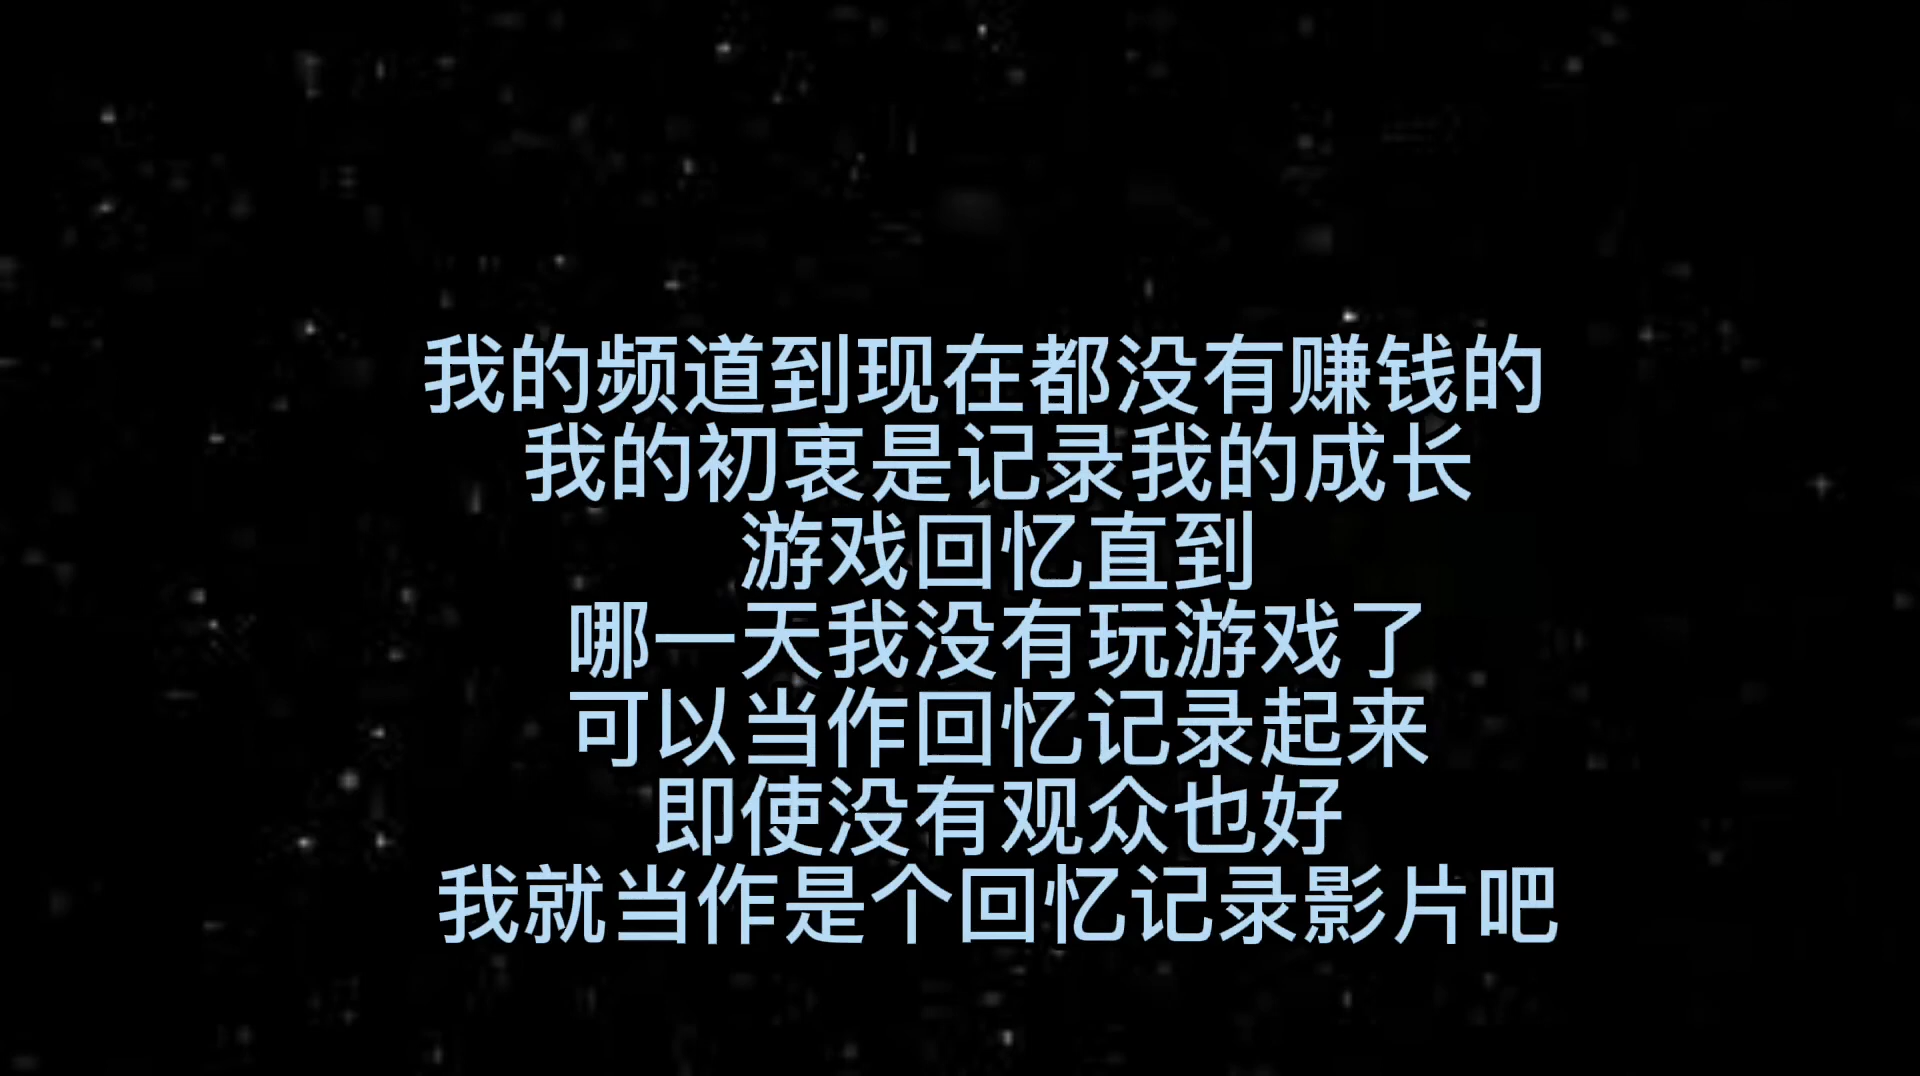 我的频道到现在都没有赚钱的
我的初衷是记录我的成长
游戏回忆直到
哪一天我没有玩游戏了
可以当作回忆记录起来
即使没有观众也好
我就当作是个回忆记录影片吧